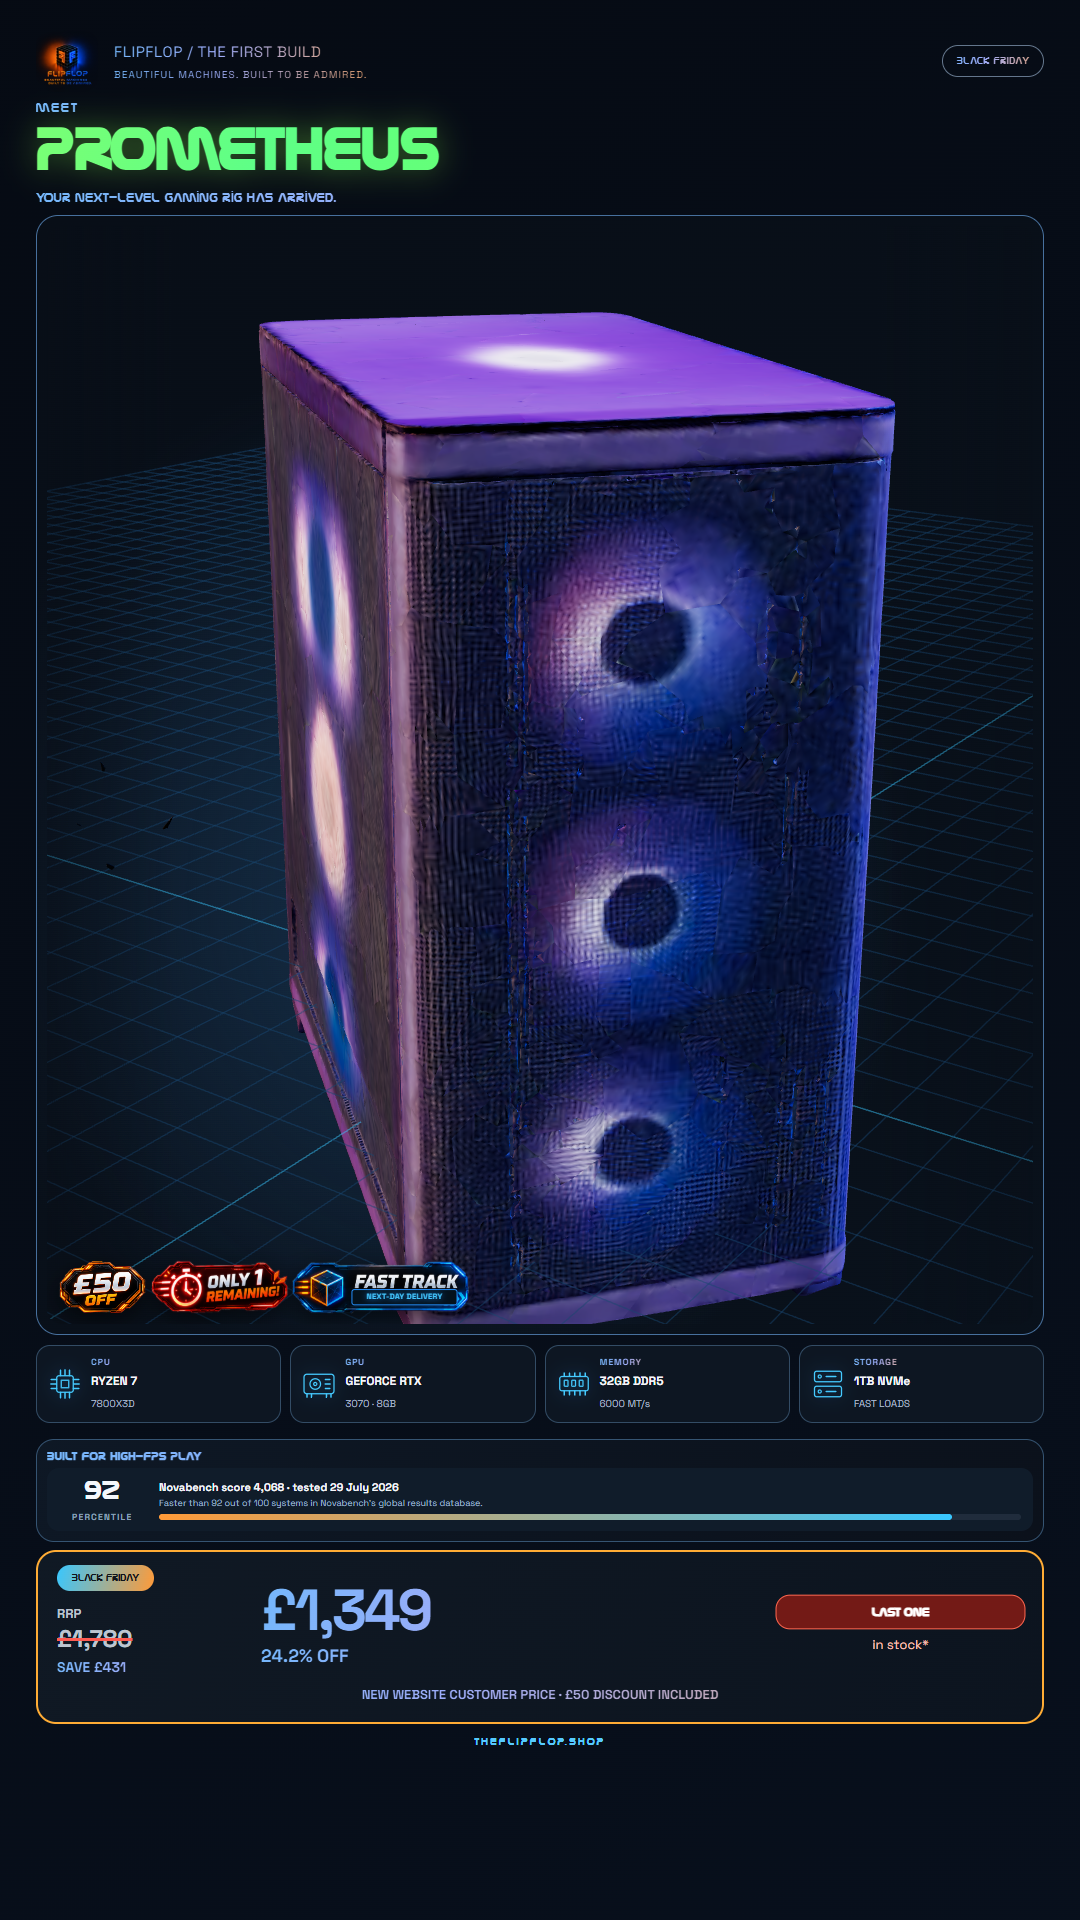 FLIPFLOP
FLIPFLOP / THE FIRST BUILD
BEAUTIFUL MACHINES. BUILT TO BE ADMIRED.
BLACK FRIDAY
MEET
PROMETHEUS
YOUR NEXT-LEVEL GAMING RIG HAS ARRIVED.
£50
OFF
ONLY 1
REMAINING!
FAST TRACK
NEXT-DAY DELIVERY
CPU
RYZEN 7
7800X3D
GPU
GEFORCE RTX
3070 · 8GB
MEMORY
32GB DDR5
6000 MT/s
STORAGE
1TB NVMe
FAST LOADS
BUILT FOR HIGH-FPS PLAY
92
PERCENTILE
Novabench score 4,068 · tested 29 July 2026
Faster than 92 out of 100 systems in Novabench's global results database.
BLACK FRIDAY
RRP
£1,780
SAVE £431
£1,349
24.2% OFF
LAST ONE
in stock*
NEW WEBSITE CUSTOMER PRICE · £50 DISCOUNT INCLUDED
THEFLIPFLOP.SHOP